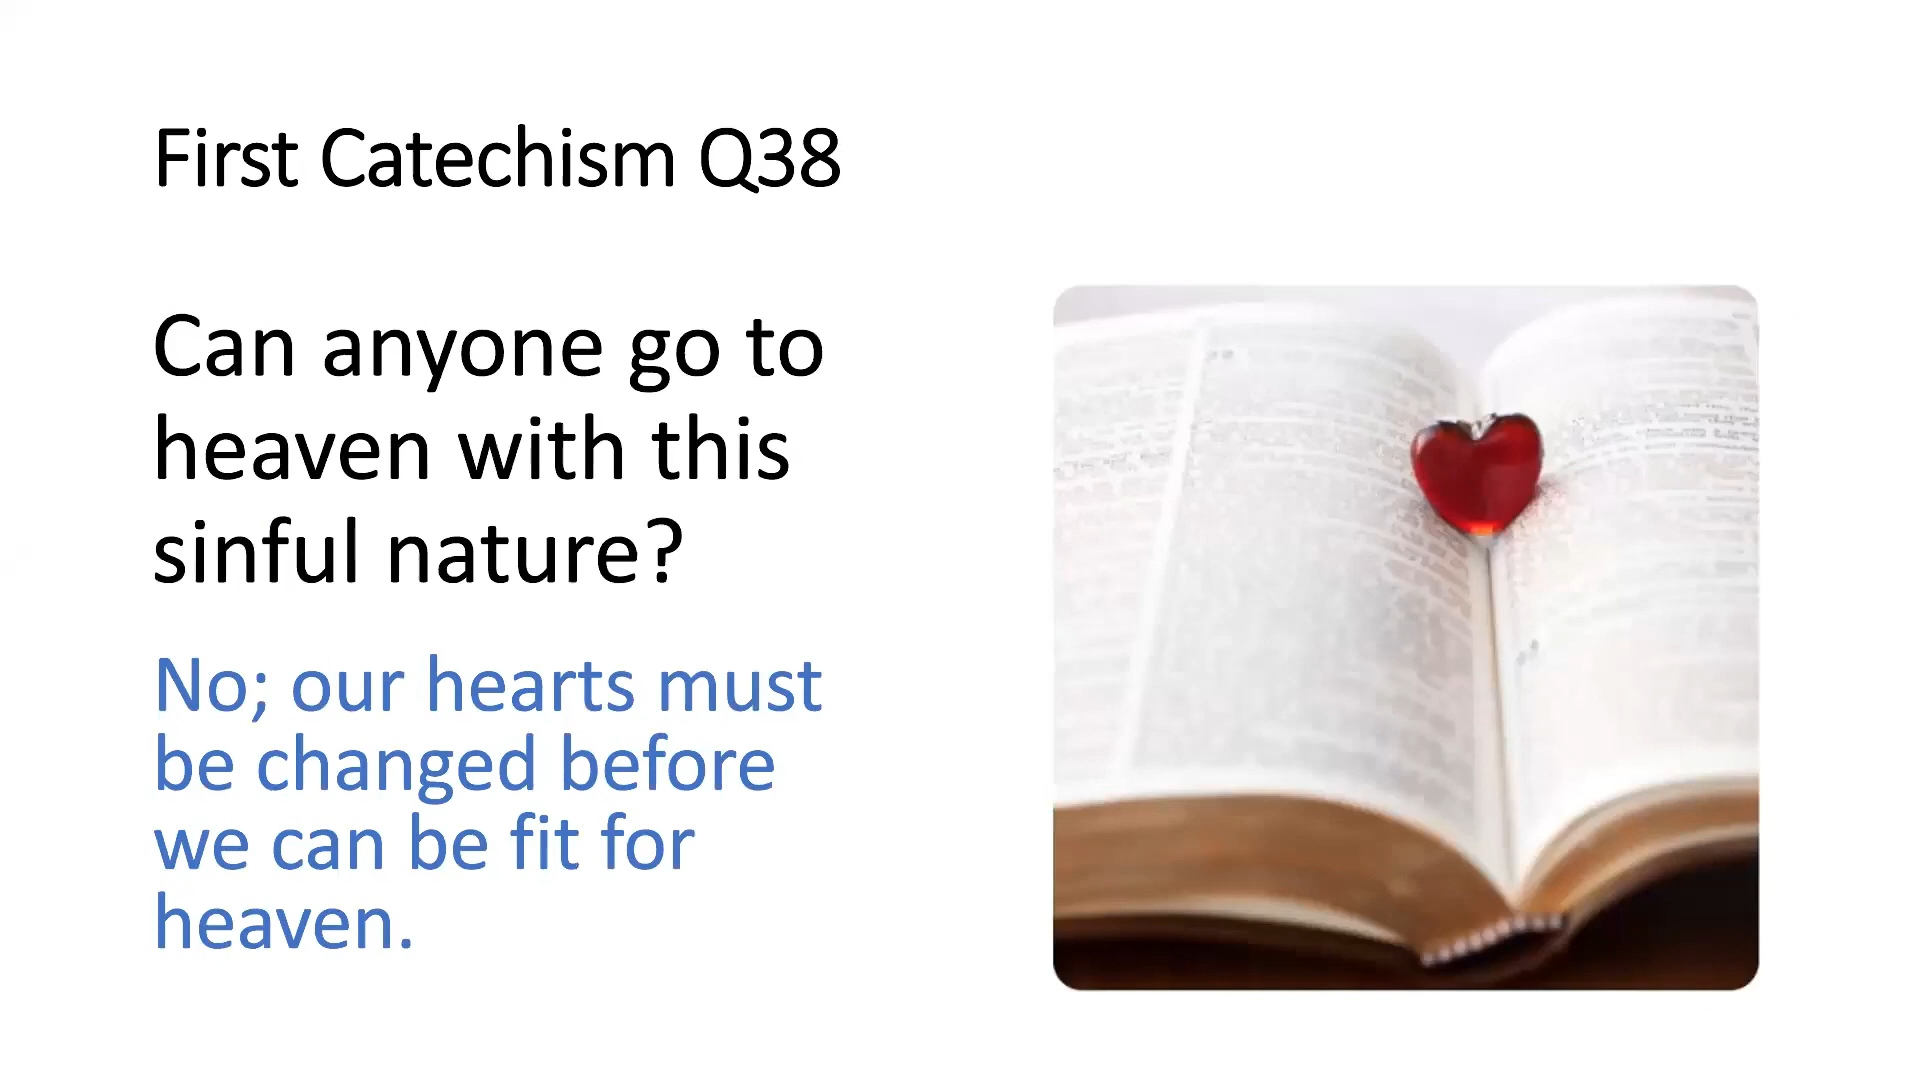 First Catechism Q38
Can anyone go to
heaven with this
sinful nature?
No; our hearts must
be changed before
we can be fit for
heaven.